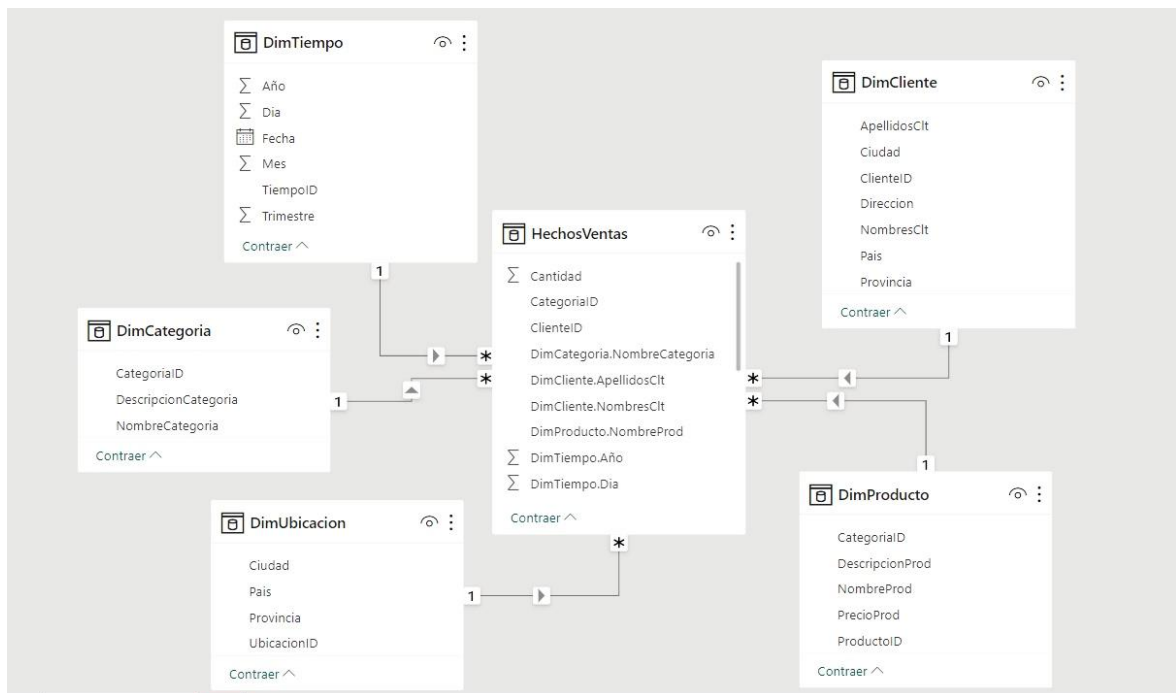 DimTiempo
Año
Dia
Fecha
Mes
TiempoID
Trimestre
Contraer
1
DimCliente
ApellidosClt
Ciudad
ClienteID
Direccion
NombresClt
Pais
Provincia
Contraer
1
HechosVentas
Cantidad
CategoriaID
ClienteID
DimCategoria.NombreCategoria
DimCliente.ApellidosClt
DimCliente.NombresClt
DimProducto.NombreProd
DimTiempo.Año
DimTiempo.Dia
Contraer
*
*
*
*
*
DimCategoria
CategoriaID
DescripcionCategoria
NombreCategoria
Contraer
1
DimUbicacion
Ciudad
Pais
Provincia
UbicacionID
Contraer
1
1
DimProducto
CategoriaID
DescripcionProd
NombreProd
PrecioProd
ProductoID
Contraer